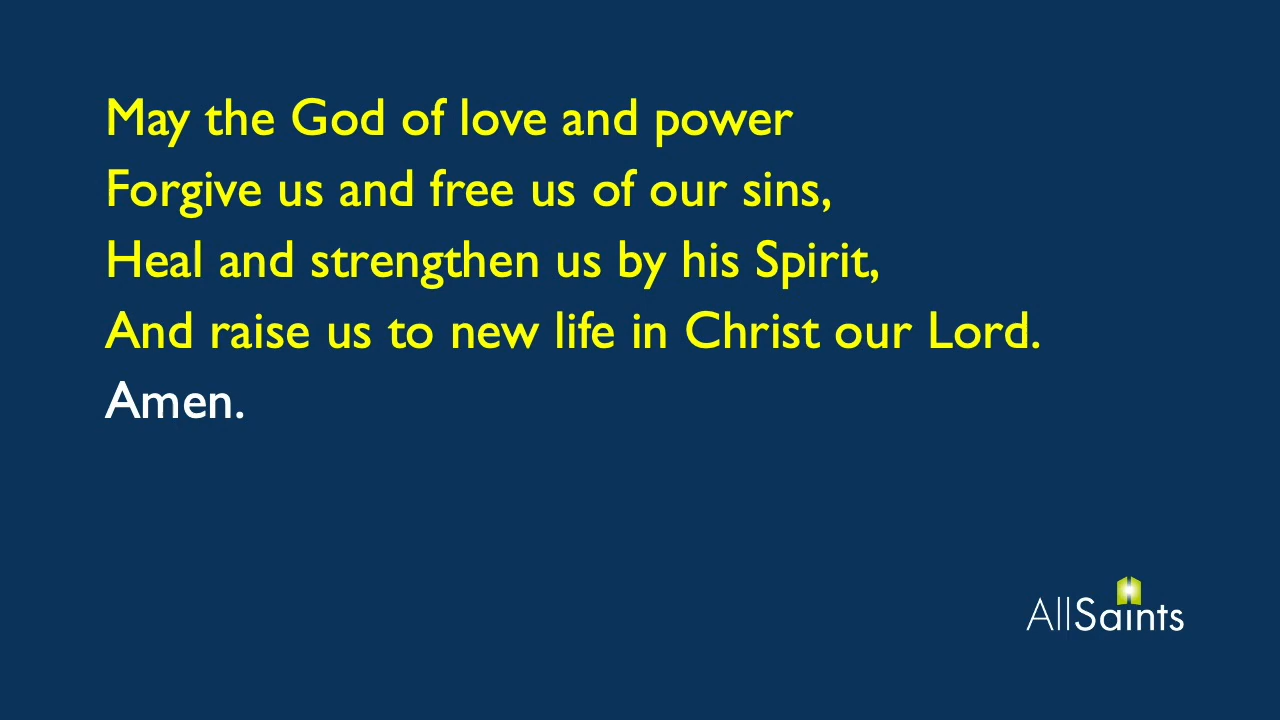 May the God of love and power
Forgive us and free us of our sins,
Heal and strengthen us by his Spirit,
And raise us to new life in Christ our Lord.
Amen.
AllSaints